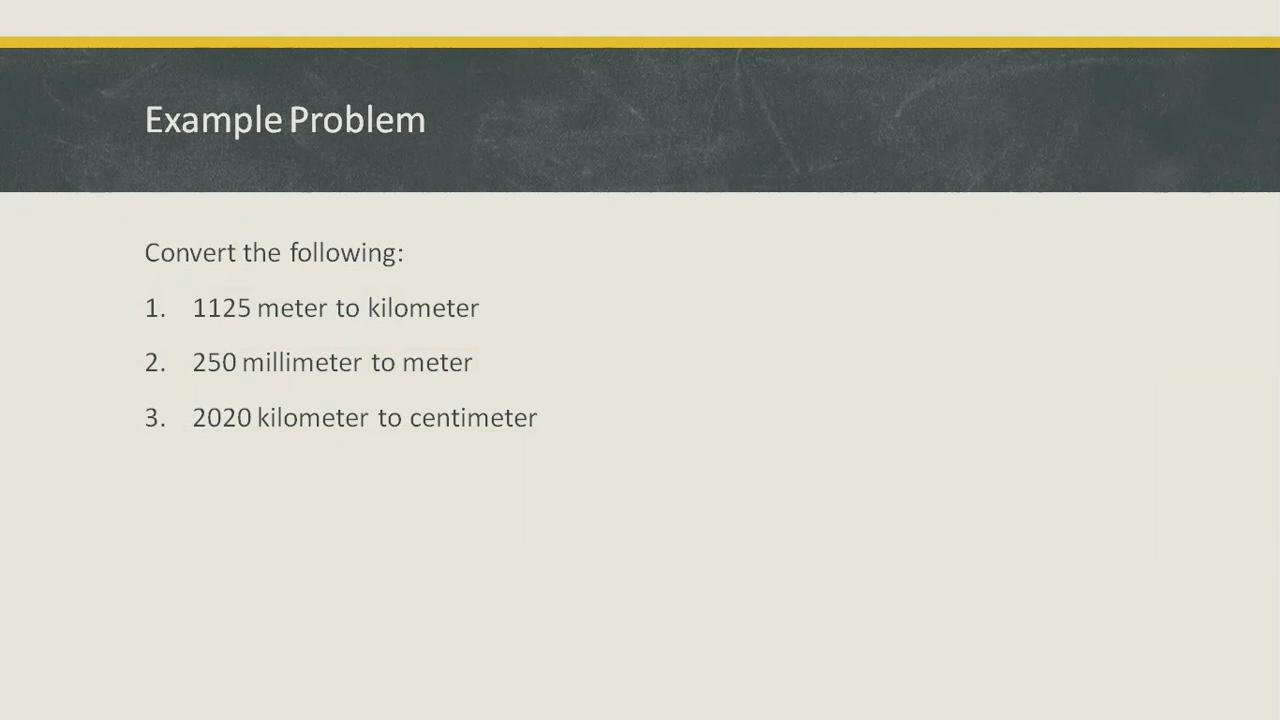 Example Problem
Convert the following:
1. 1125 meter to kilometer
2. 250 millimeter to meter
3. 2020 kilometer to centimeter